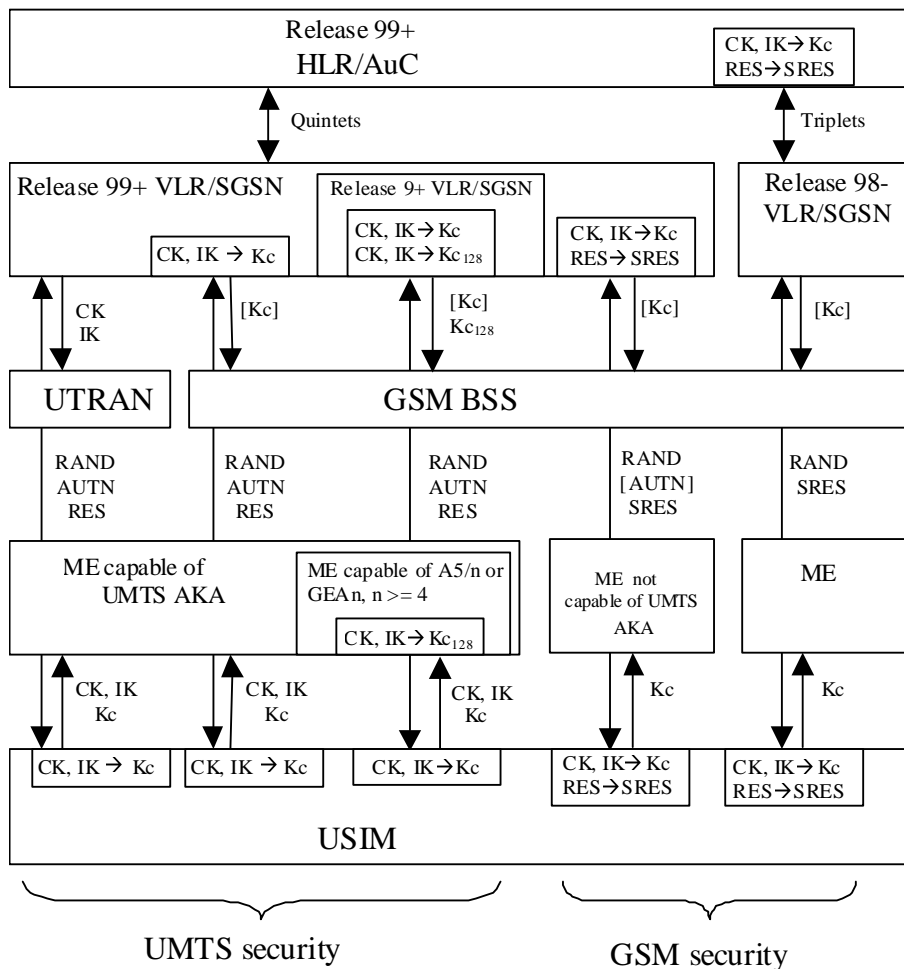 Release 99+
HLR/AuC
CK, IK→Kc
RES→SRES
Quintets
Triplets
Release 99+ VLR/SGSN
CK, IK → Kc
Release 9+ VLR/SGSN
CK, IK→Kc
CK, IK→Kc₁₂₈
CK, IK→Kc
RES→SRES
Release 98-
VLR/SGSN
CK
IK
[Kc]
[Kc]
Kc₁₂₈
[Kc]
[Kc]
UTRAN
GSM BSS
RAND
AUTN
RES
RAND
AUTN
RES
RAND
AUTN
RES
RAND
[AUTN]
SRES
RAND
SRES
ME capable of
UMTS AKA
ME capable of A5/n or
GEAn, n >= 4
CK, IK→Kc₁₂₈
ME not
capable of UMTS
AKA
ME
CK, IK
Kc
CK, IK
Kc
CK, IK
Kc
Kc
Kc
CK, IK → Kc
CK, IK → Kc
CK, IK→Kc
CK, IK→Kc
RES→SRES
CK, IK→Kc
RES→SRES
USIM
UMTS security
GSM security